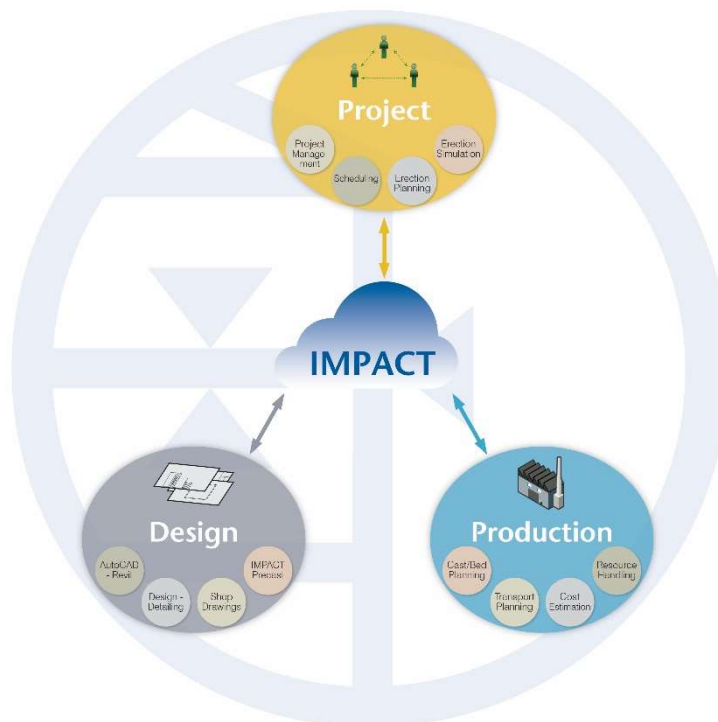 Project
Project
Manage
ment
Scheduling
Erection
Planning
Erection
Simulation
IMPACT
Design
AutoCAD
- Revit
Design -
Detailing
Shop
Drawings
IMPACT
Precast
Production
Cast/Bed
Planning
Transport
Planning
Cost
Estimation
Resource
Handling